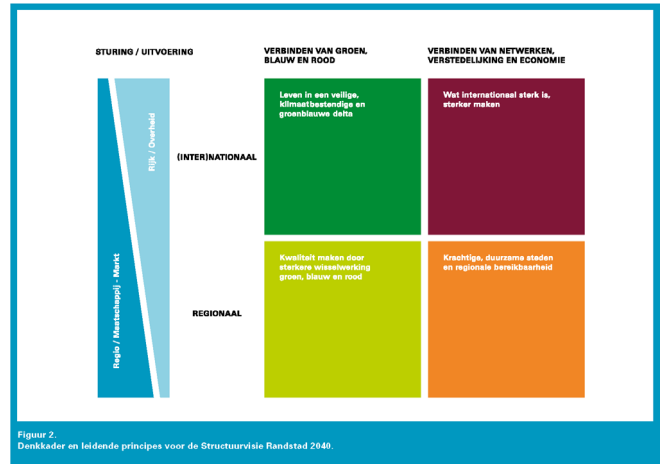 STURING / UITVOERING
VERBINDEN VAN GROEN,
BLAUW EN ROOD
VERBINDEN VAN NETWERKEN,
VERSTEDELIJKING EN ECONOMIE
Rijk / Overheid
Regio / Maatschappij - Markt
(INTER)NATIONAAL
Leven in een veilige,
klimaatbestendige en
groenblauwe delta
Wat internationaal sterk is,
sterker maken
REGIONAAL
Kwaliteit maken door
sterkere wisselwerking
groen, blauw en rood
Krachtige, duurzame steden
en regionale bereikbaarheid
Figuur 2.
Denkkader en leidende principes voor de Structuurvisie Randstad 2040.